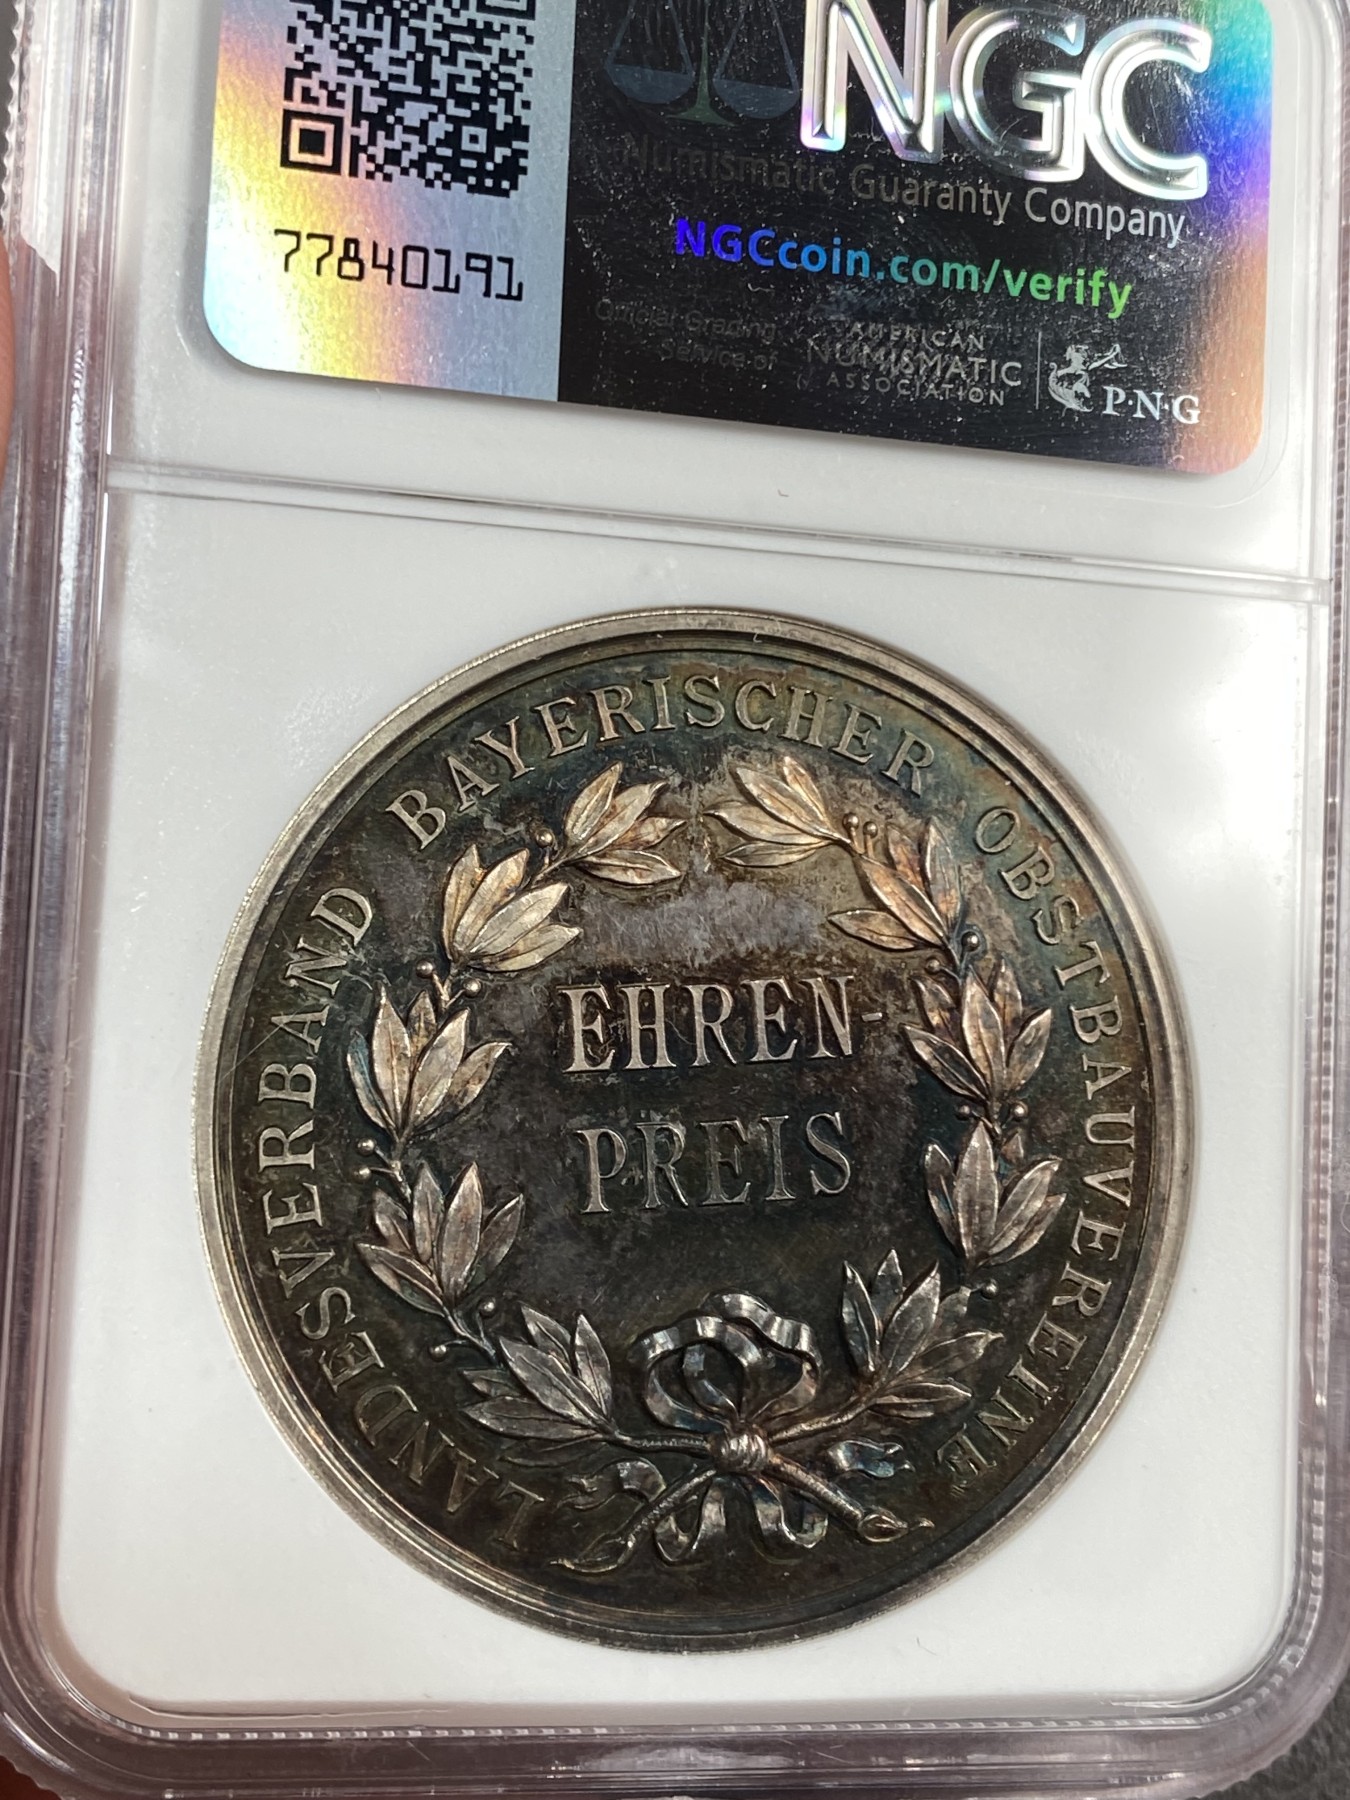 NGC
Numismatic Guaranty Company
NGCcoin.com/verify
77840191
Official Grading
Service of
AMERICAN
NUMISMATIC
ASSOCIATION
P·N·G
LANDESVERBAND BAYERISCHER OBSTBAUVEREINE
EHREN-
PREIS